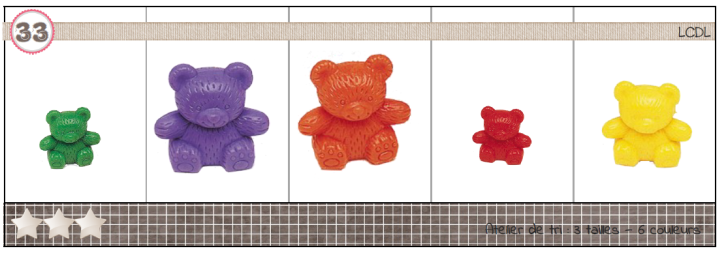 33
LCDL
Atelier de tri : 3 tailles - 6 couleurs